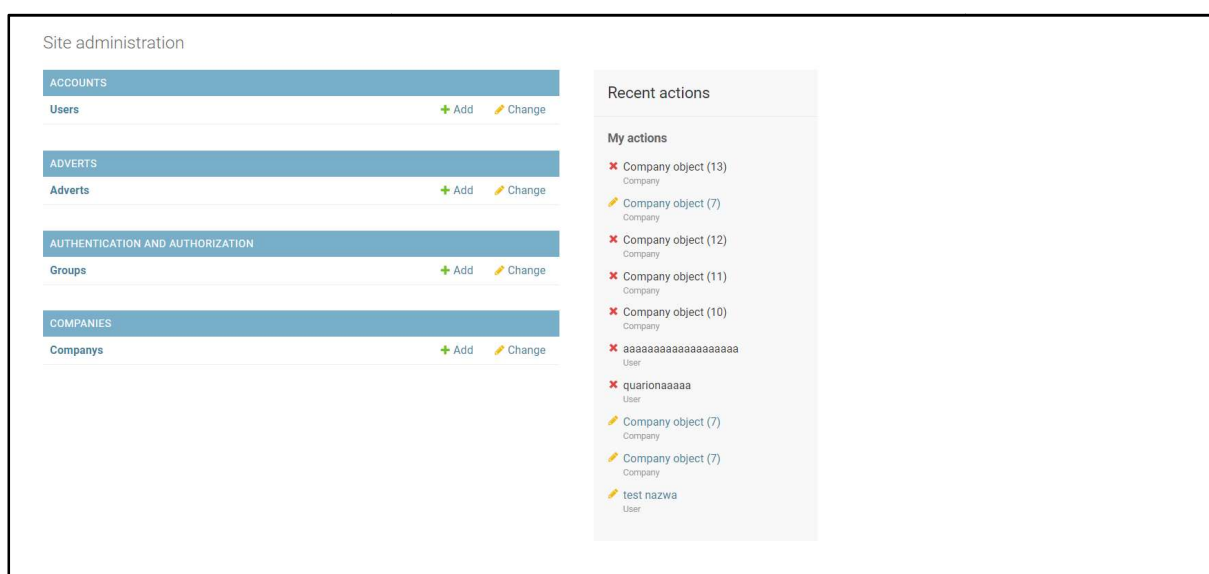 Site administration
ACCOUNTS
Users Add Change
ADVERTS
Adverts Add Change
AUTHENTICATION AND AUTHORIZATION
Groups Add Change
COMPANIES
Companys Add Change
Recent actions
My actions
Company object (13)
Company
Company object (7)
Company
Company object (12)
Company
Company object (11)
Company
Company object (10)
Company
aaaaaaaaaaaaaaaaaaa
User
quarionaaaaa
User
Company object (7)
Company
Company object (7)
Company
test nazwa
User